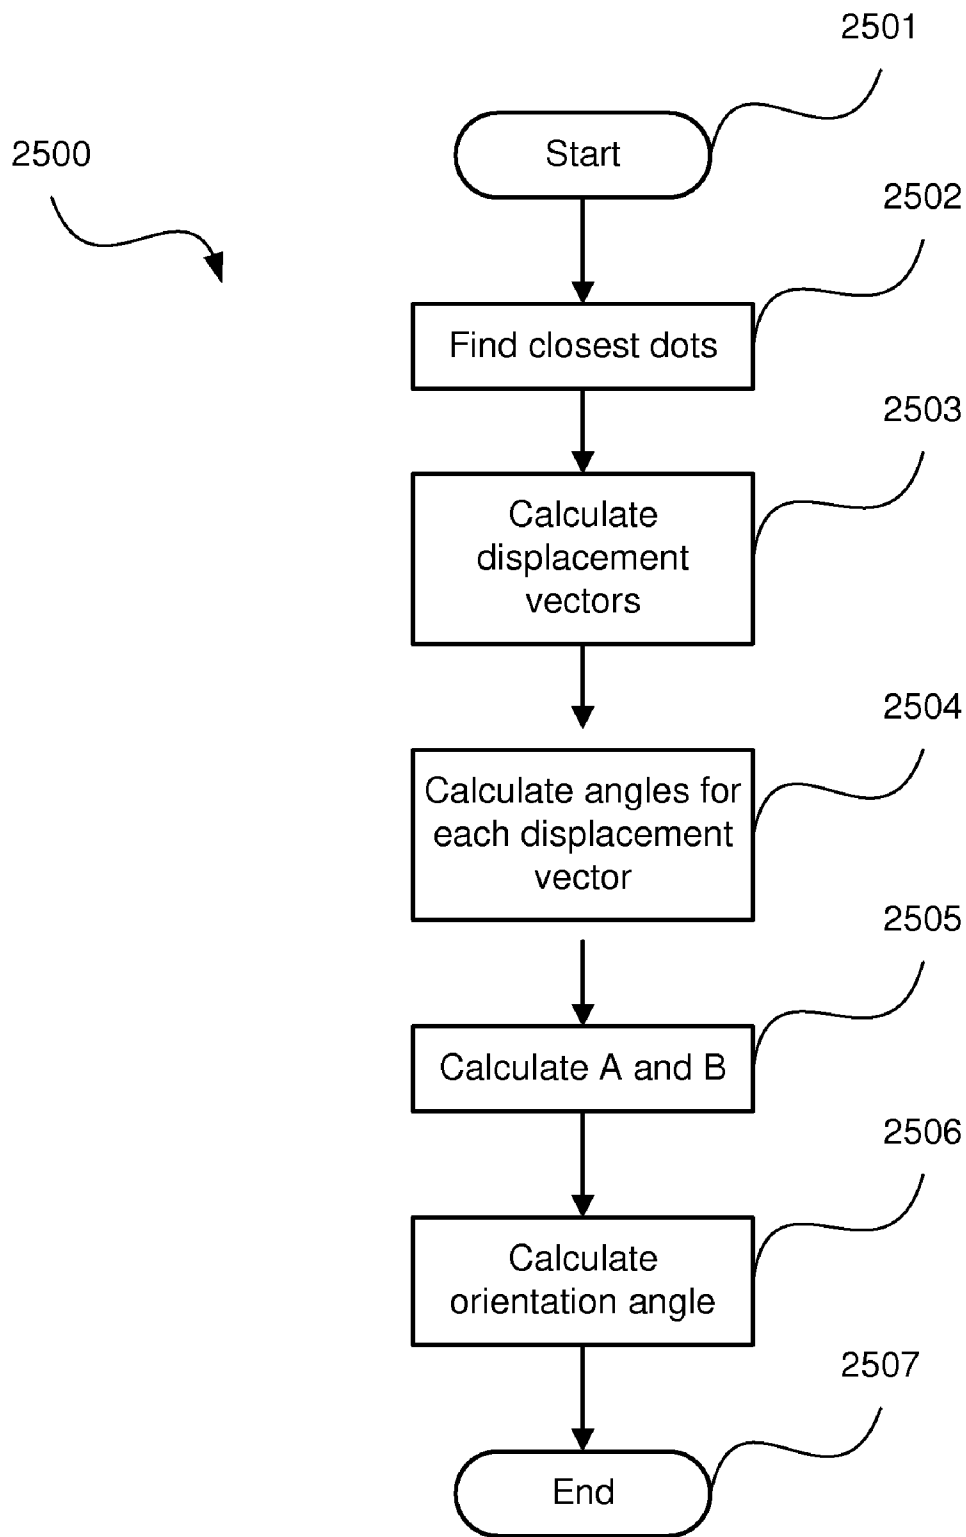 2501
2500
Start
2502
Find closest dots
2503
Calculate
displacement
vectors
2504
Calculate angles for
each displacement
vector
2505
Calculate A and B
2506
Calculate
orientation angle
2507
End